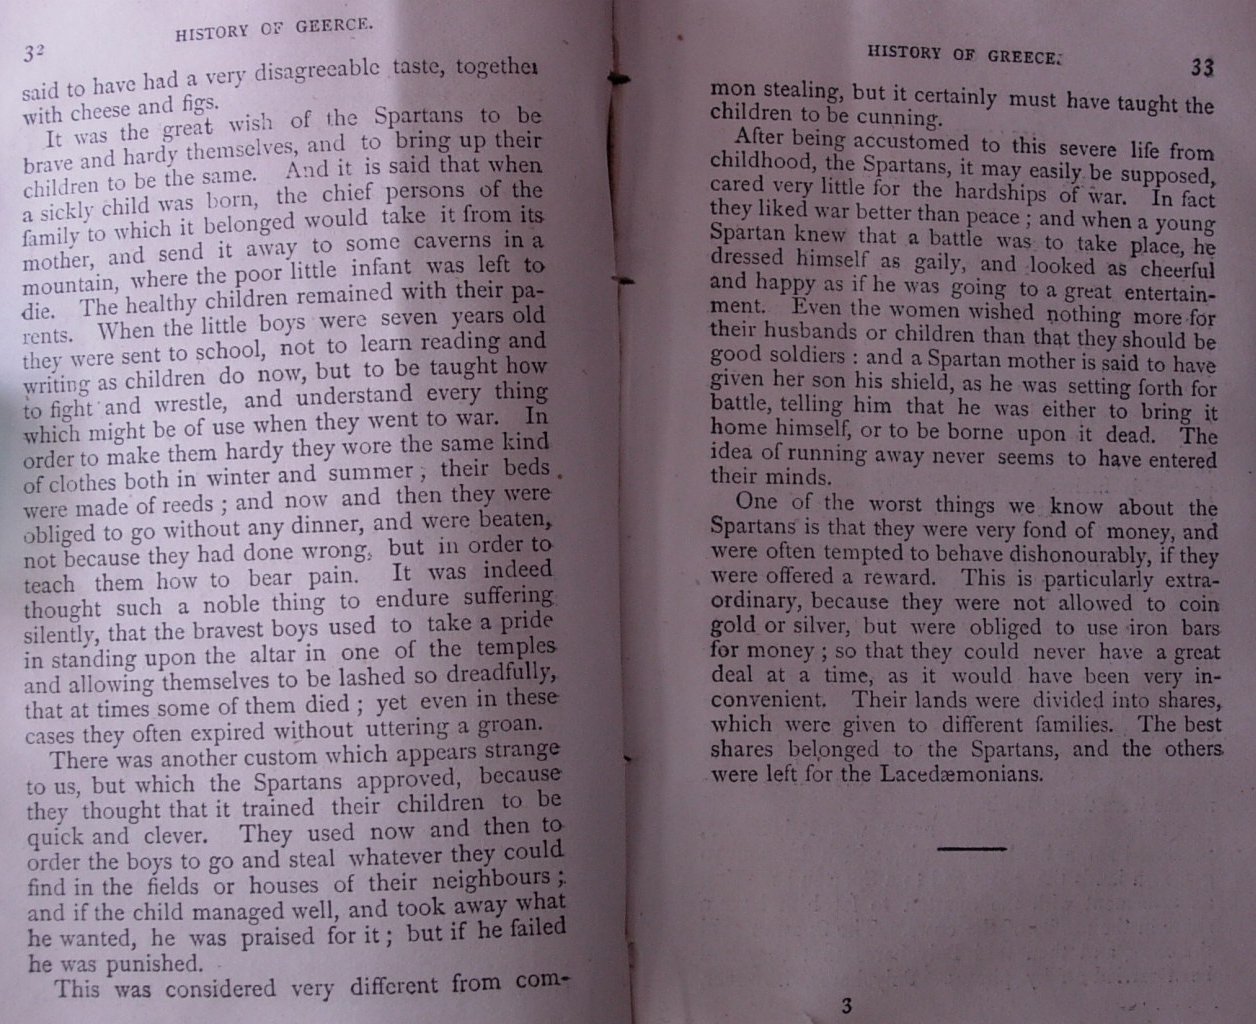 32
HISTORY OF GEERCE.
said to have had a very disagreeable taste, together
with cheese and figs.
It was the great wish of the Spartans to be
brave and hardy themselves, and to bring up their
children to be the same. And it is said that when
a sickly child was born, the chief persons of the
family to which it belonged would take it from its
mother, and send it away to some caverns in a
mountain, where the poor little infant was left to
die. The healthy children remained with their pa-
rents. When the little boys were seven years old
they were sent to school, not to learn reading and
writing as children do now, but to be taught how
to fight and wrestle, and understand every thing
which might be of use when they went to war. In
order to make them hardy they wore the same kind
of clothes both in winter and summer; their beds
were made of reeds; and now and then they were
obliged to go without any dinner, and were beaten,
not because they had done wrong, but in order to
teach them how to bear pain. It was indeed
thought such a noble thing to endure suffering
silently, that the bravest boys used to take a pride
in standing upon the altar in one of the temples
and allowing themselves to be lashed so dreadfully,
that at times some of them died; yet even in these
cases they often expired without uttering a groan.
There was another custom which appears strange
to us, but which the Spartans approved, because
they thought that it trained their children to be
quick and clever. They used now and then to
order the boys to go and steal whatever they could
find in the fields or houses of their neighbours;
and if the child managed well, and took away what
he wanted, he was praised for it; but if he failed
he was punished.
This was considered very different from com-
HISTORY OF GREECE.
33
mon stealing, but it certainly must have taught the
children to be cunning.
After being accustomed to this severe life from
childhood, the Spartans, it may easily be supposed,
cared very little for the hardships of war. In fact
they liked war better than peace; and when a young
Spartan knew that a battle was to take place, he
dressed himself as gaily, and looked as cheerful
and happy as if he was going to a great entertain-
ment. Even the women wished nothing more for
their husbands or children than that they should be
good soldiers: and a Spartan mother is said to have
given her son his shield, as he was setting forth for
battle, telling him that he was either to bring it
home himself, or to be borne upon it dead. The
idea of running away never seems to have entered
their minds.
One of the worst things we know about the
Spartans is that they were very fond of money, and
were often tempted to behave dishonourably, if they
were offered a reward. This is particularly extra-
ordinary, because they were not allowed to coin
gold or silver, but were obliged to use iron bars
for money; so that they could never have a great
deal at a time, as it would have been very in-
convenient. Their lands were divided into shares,
which were given to different families. The best
shares belonged to the Spartans, and the others
were left for the Lacedæmonians.
3